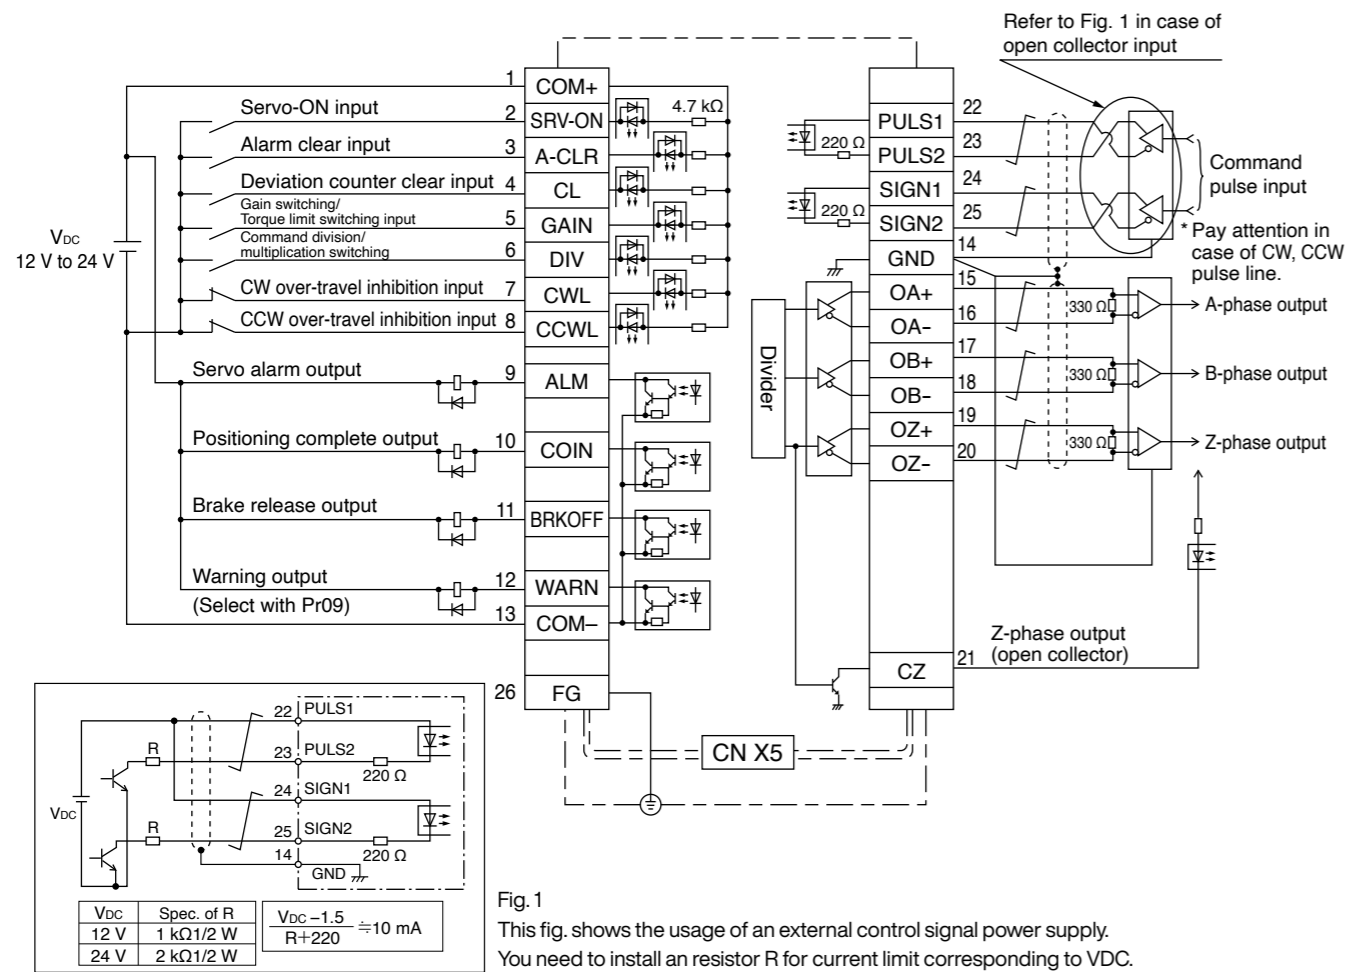 Refer to Fig. 1 in case of
open collector input
1 COM+
Servo-ON input 2 SRV-ON 4.7 kΩ
Alarm clear input 3 A-CLR
Deviation counter clear input 4 CL
Gain switching/
Torque limit switching input 5 GAIN
Command division/
multiplication switching 6 DIV
CW over-travel inhibition input 7 CWL
CCW over-travel inhibition input 8 CCWL
VDC
12 V to 24 V
Servo alarm output 9 ALM
Positioning complete output 10 COIN
Brake release output 11 BRKOFF
Warning output 12 WARN
(Select with Pr09)
13 COM–
26 FG
PULS1 22
220 Ω PULS2 23
SIGN1 24
220 Ω SIGN2 25
GND 14
OA+ 15
OA– 16
OB+ 17
OB– 18
OZ+ 19
OZ– 20
Divider
Command
pulse input
* Pay attention in
case of CW, CCW
pulse line.
330 Ω A-phase output
330 Ω B-phase output
330 Ω Z-phase output
Z-phase output
(open collector)
CZ 21
CN X5
22 PULS1
R 23 PULS2
220 Ω
24 SIGN1
VDC
R 25 SIGN2
220 Ω
14 GND
VDC Spec. of R
12 V 1 kΩ1/2 W
24 V 2 kΩ1/2 W
VDC –1.5
R+220 ≒10 mA
Fig.1
This fig. shows the usage of an external control signal power supply.
You need to install an resistor R for current limit corresponding to VDC.